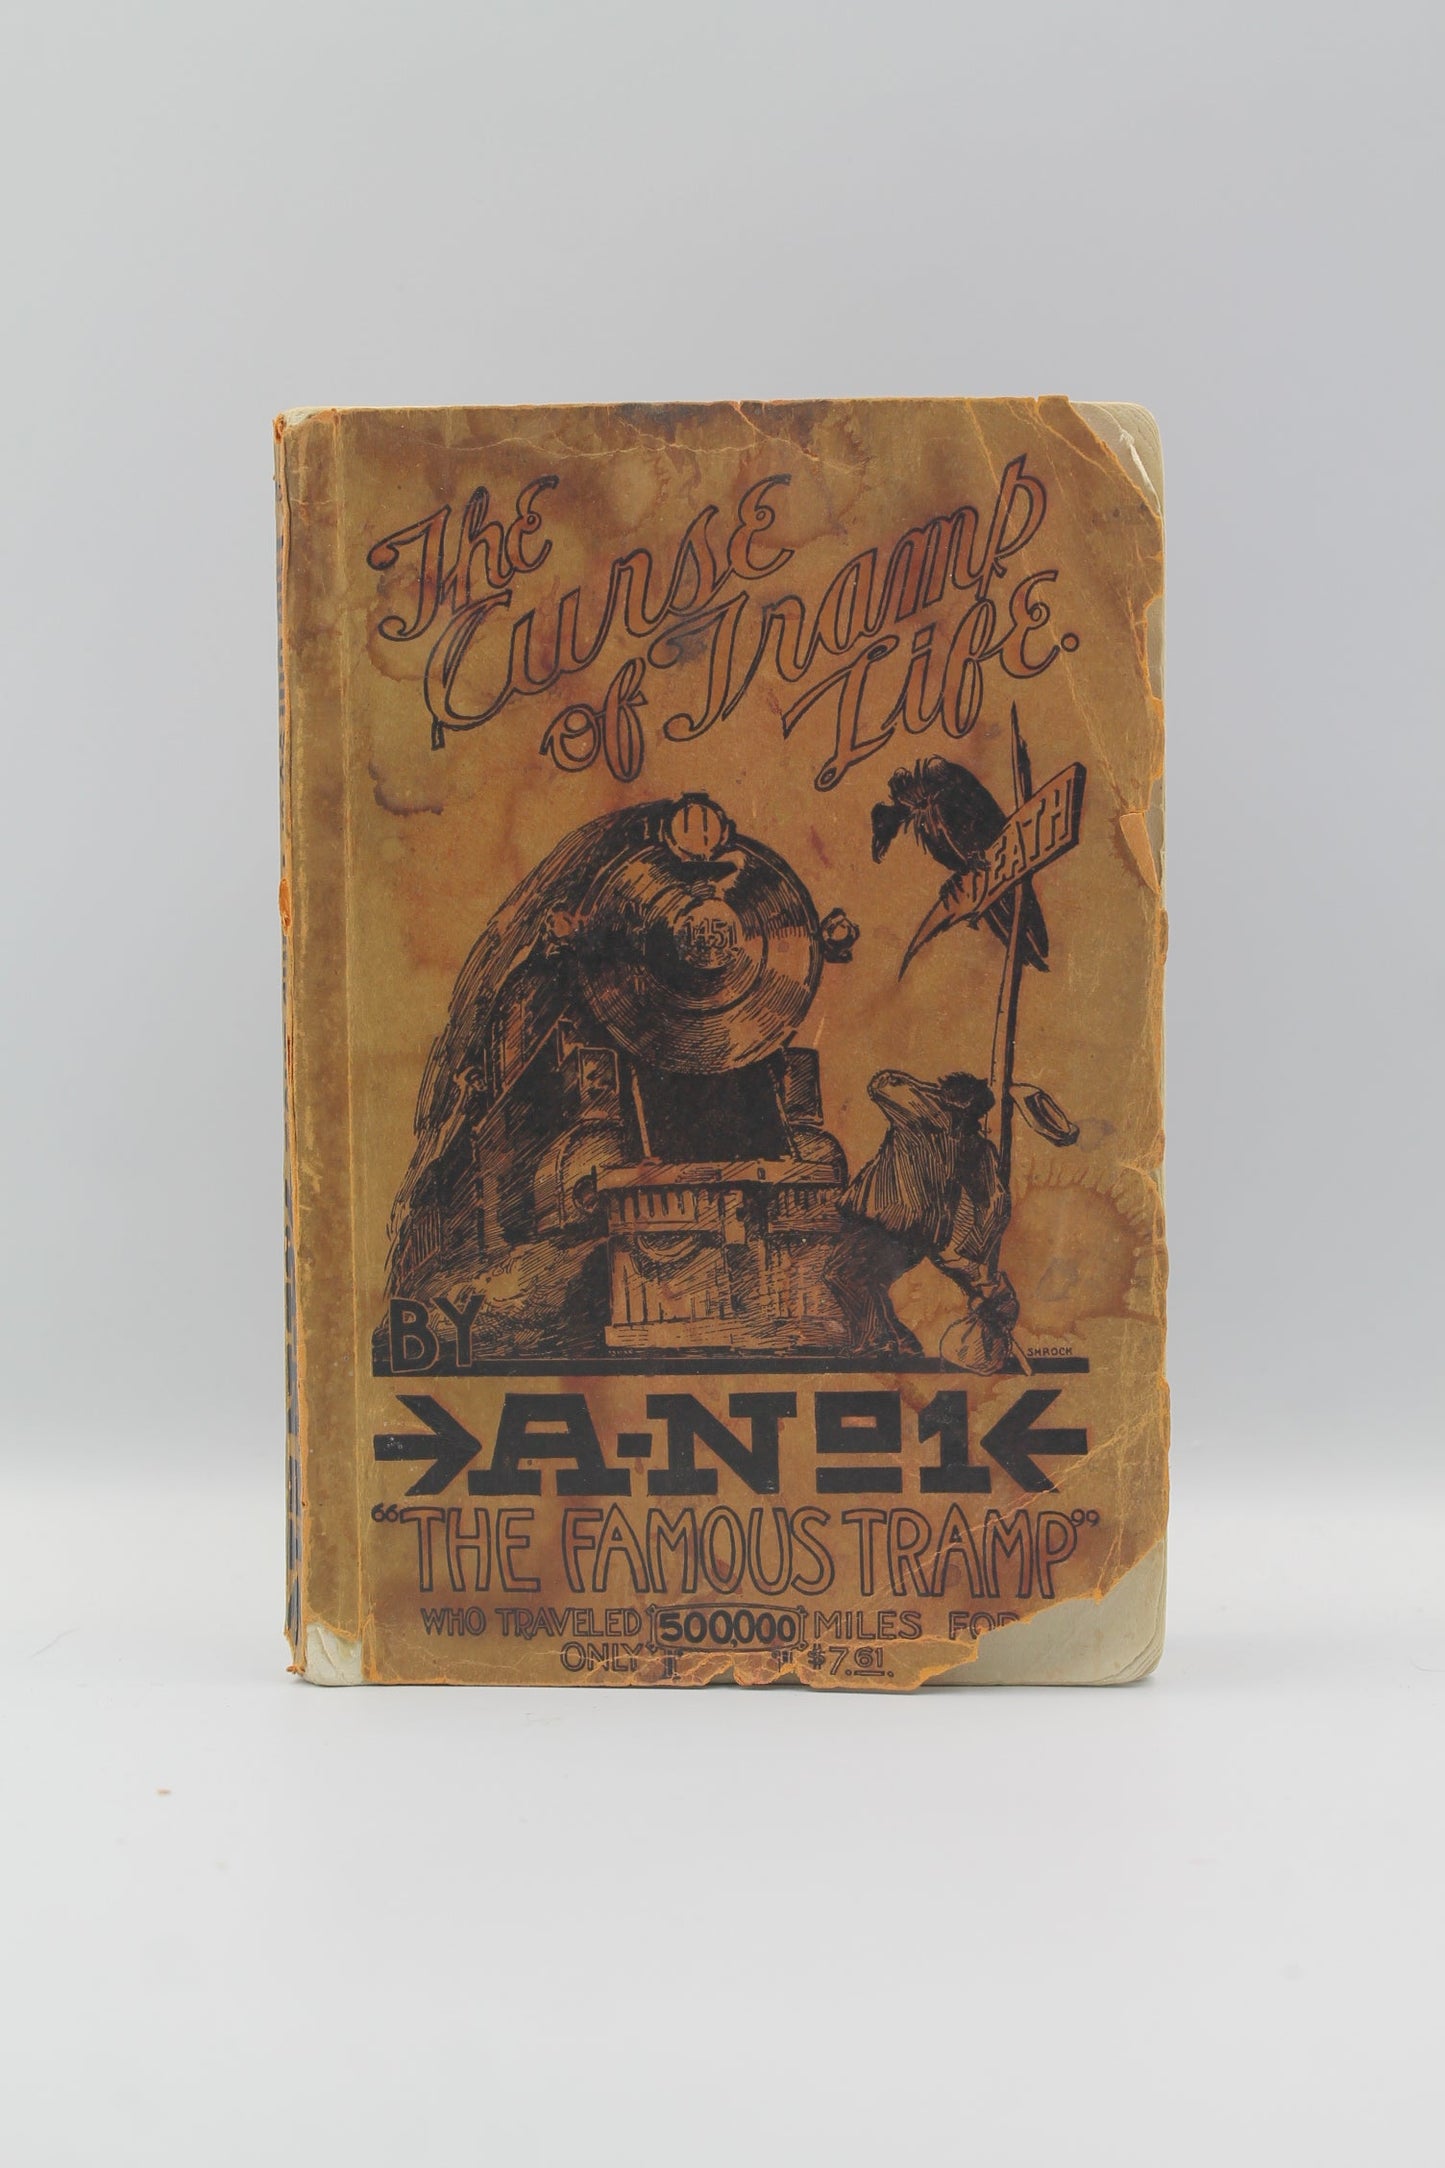 The
Curse
of Tramp
Life.
DEATH
1451
BY
SHROCK
A-No1
"THE FAMOUS TRAMP"
WHO TRAVELED 500,000 MILES FOR
ONLY $7.61.